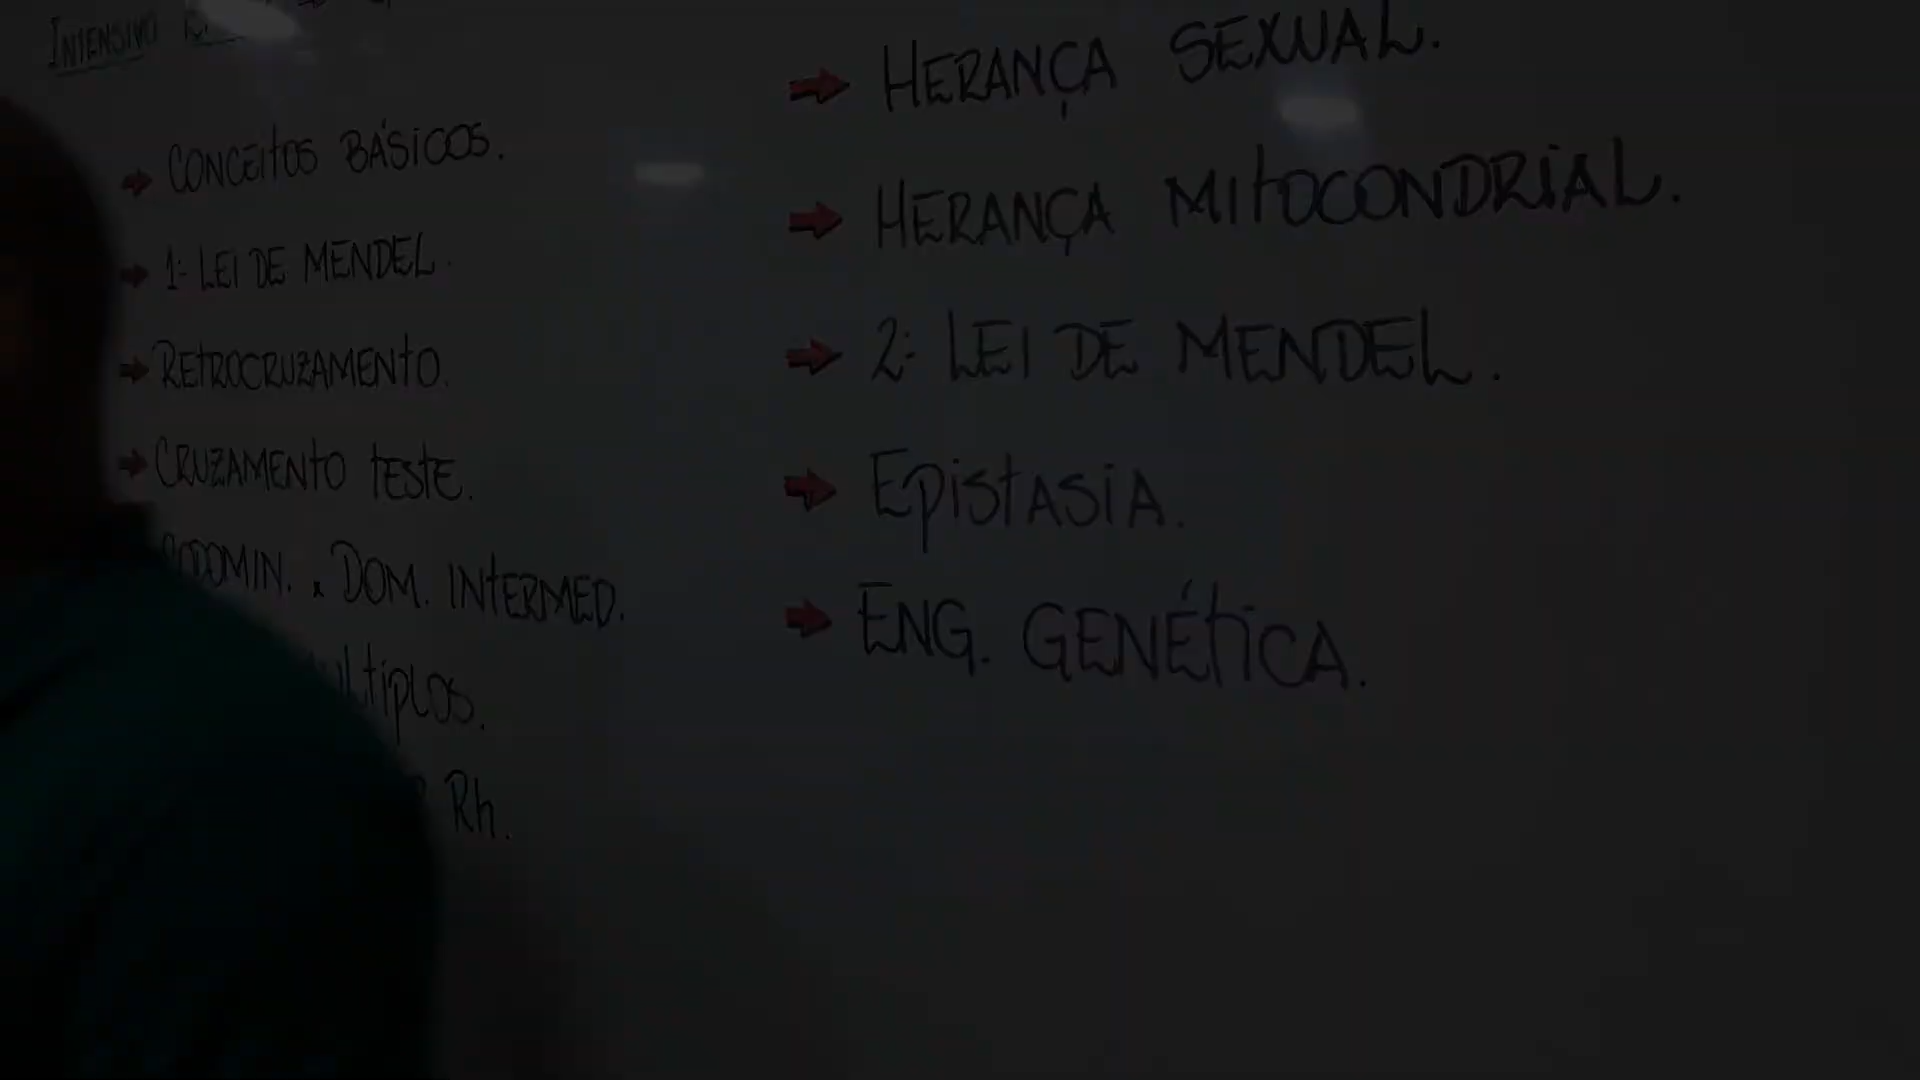 INTENSIVO
CONCEITOS BÁSICOS.
1ª LEI DE MENDEL.
RETROCRUZAMENTO.
CRUZAMENTO TESTE.
DOM. INTERMED.
Rh.
HERANÇA SEXUAL.
HERANÇA MITOCONDRIAL.
2ª LEI DE MENDEL.
EPISTASIA.
ENG. GENÉTICA.